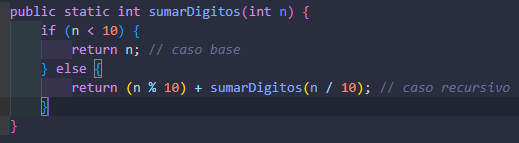 public static int sumarDigitos(int n) {
    if (n < 10) {
        return n; // caso base
    } else {
        return (n % 10) + sumarDigitos(n / 10); // caso recursivo
    }
}